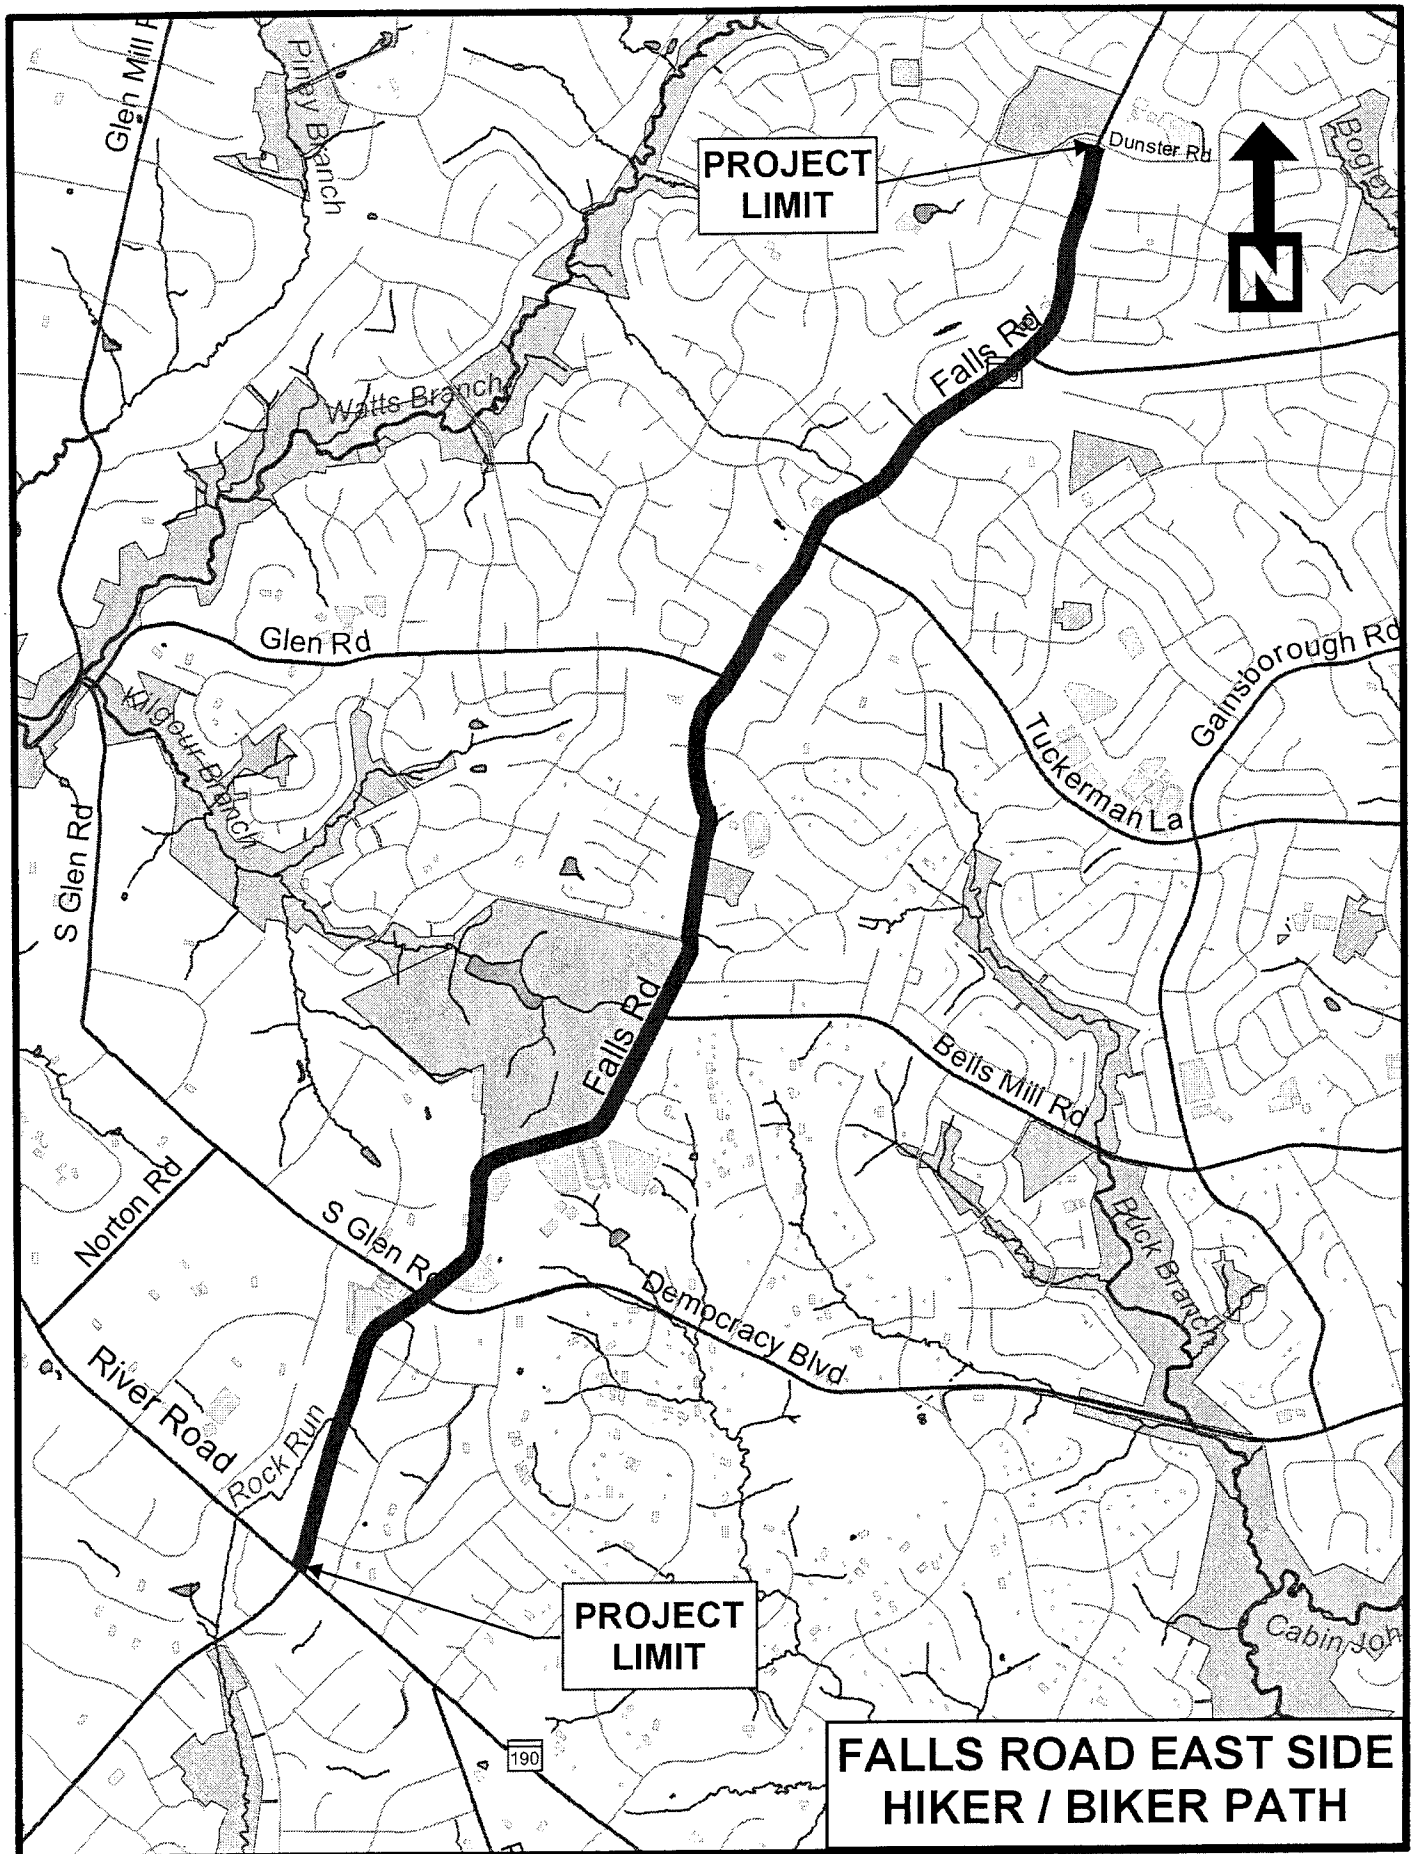 Glen Mill
Piney Branch
PROJECT
LIMIT
Dunster Rd
Bogley
N
Falls Rd
Watts Branch
Glen Rd
Gainsborough Rd
Kilgour Branch
Tuckerman La
S Glen Rd
Falls Rd
Bells Mill Rd
Norton Rd
S Glen Rd
Buck Branch
Democracy Blvd
River Road
Rock Run
PROJECT
LIMIT
Cabin Joh
190
FALLS ROAD EAST SIDE
HIKER / BIKER PATH